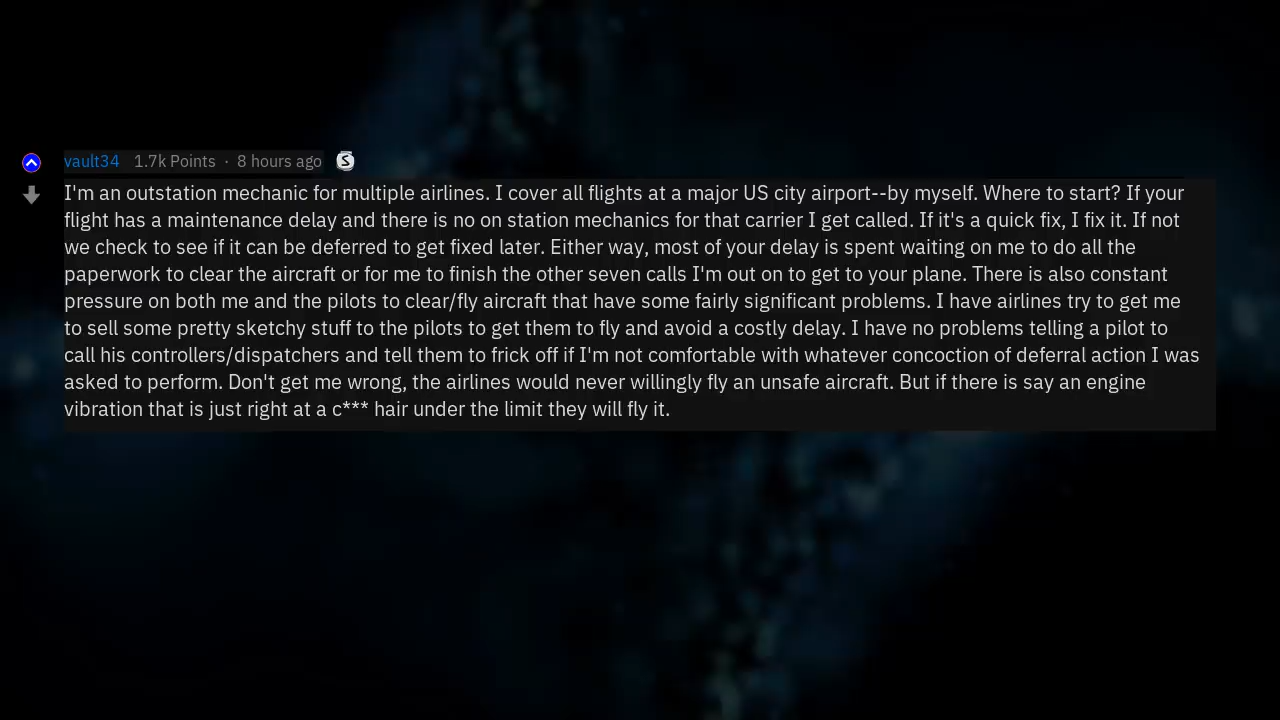 vault34 1.7k Points · 8 hours ago S
I'm an outstation mechanic for multiple airlines. I cover all flights at a major US city airport--by myself. Where to start? If your
flight has a maintenance delay and there is no on station mechanics for that carrier I get called. If it's a quick fix, I fix it. If not
we check to see if it can be deferred to get fixed later. Either way, most of your delay is spent waiting on me to do all the
paperwork to clear the aircraft or for me to finish the other seven calls I'm out on to get to your plane. There is also constant
pressure on both me and the pilots to clear/fly aircraft that have some fairly significant problems. I have airlines try to get me
to sell some pretty sketchy stuff to the pilots to get them to fly and avoid a costly delay. I have no problems telling a pilot to
call his controllers/dispatchers and tell them to frick off if I'm not comfortable with whatever concoction of deferral action I was
asked to perform. Don't get me wrong, the airlines would never willingly fly an unsafe aircraft. But if there is say an engine
vibration that is just right at a c*** hair under the limit they will fly it.